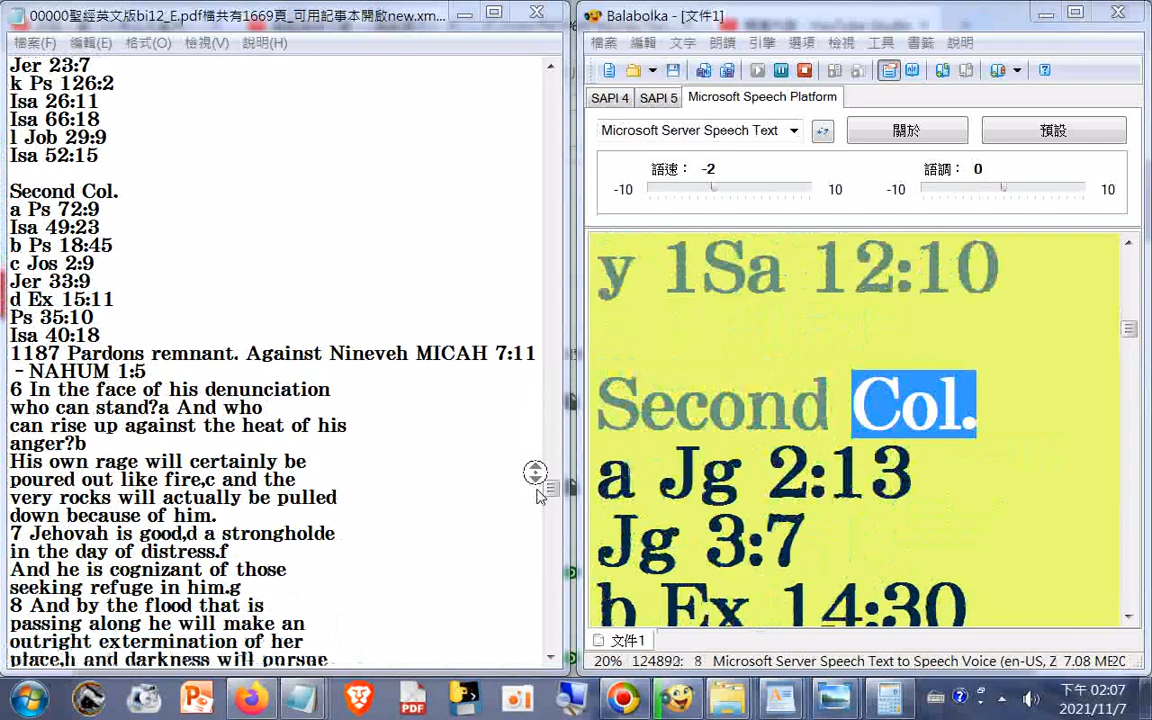 00000聖經英文版bi12_E.pdf檔共有1669頁_可用記事本開啟new.xm...
檔案(F) 編輯(E) 格式(O) 檢視(V) 說明(H)
Jer 23:7
k Ps 126:2
Isa 26:11
Isa 66:18
l Job 29:9
Isa 52:15
Second Col.
a Ps 72:9
Isa 49:23
b Ps 18:45
c Jos 2:9
Jer 33:9
d Ex 15:11
Ps 35:10
Isa 40:18
1187 Pardons remnant. Against Nineveh MICAH 7:11
- NAHUM 1:5
6 In the face of his denunciation
who can stand?a And who
can rise up against the heat of his
anger?b
His own rage will certainly be
poured out like fire,c and the
very rocks will actually be pulled
down because of him.
7 Jehovah is good,d a strongholde
in the day of distress.f
And he is cognizant of those
seeking refuge in him.g
8 And by the flood that is
passing along he will make an
outright extermination of her
place,h and darkness will pursue
Balabolka - [文件1]
檔案 編輯 文字 朗讀 引擎 選項 檢視 工具 書籤 說明
SAPI 4 SAPI 5 Microsoft Speech Platform
Microsoft Server Speech Text 關於 預設
語速： -2 語調： 0
-10 10 -10 10
y 1Sa 12:10
Second Col.
a Jg 2:13
Jg 3:7
b Ex 14:30
文件1
20% 124892: 8 Microsoft Server Speech Text to Speech Voice (en-US, Z 7.08 ME2C
PDF
下午 02:07
2021/11/7